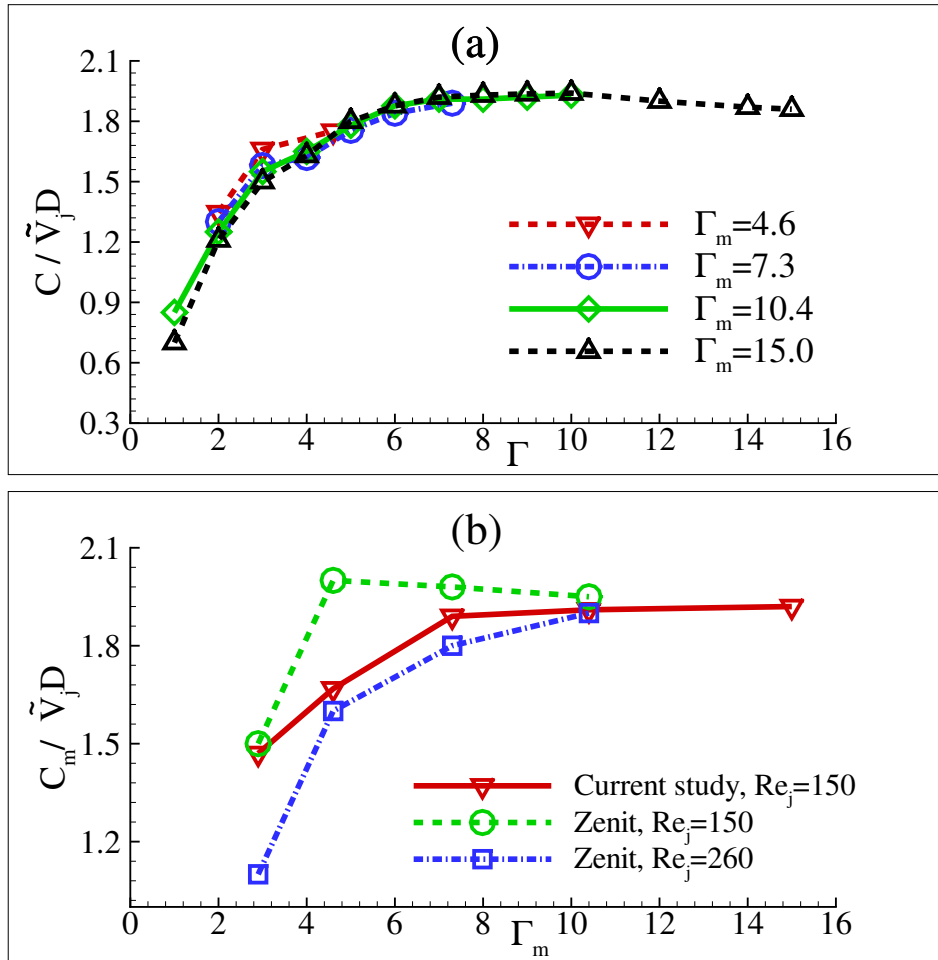 (a)
2.1
1.8
1.5
1.2
0.9
0.6
0.3
C / Ṽ_jD
0 2 4 6 8 10 12 14 16
Γ
Γ_m=4.6
Γ_m=7.3
Γ_m=10.4
Γ_m=15.0
(b)
2.1
1.8
1.5
1.2
C_m/ Ṽ_jD
0 2 4 6 8 10 12 14 16
Γ_m
Current study, Re_j=150
Zenit, Re_j=150
Zenit, Re_j=260